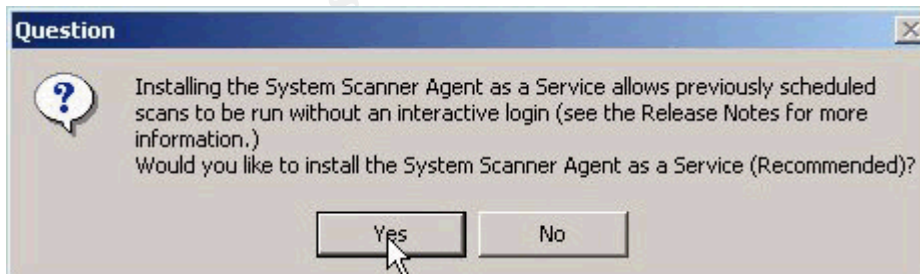 Question
Installing the System Scanner Agent as a Service allows previously scheduled
scans to be run without an interactive login (see the Release Notes for more
information.)
Would you like to install the System Scanner Agent as a Service (Recommended)?
Yes No